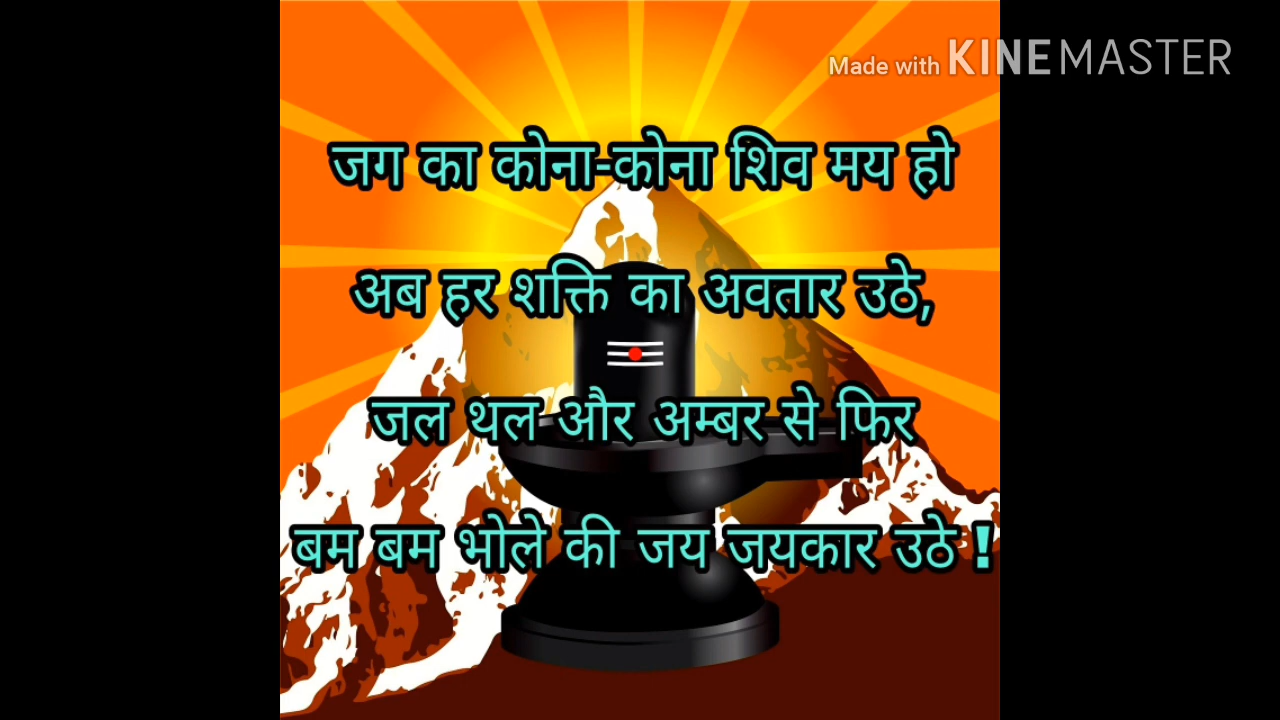 Made with KINEMASTER
जग का कोना-कोना शिव मय हो
अब हर शक्ति का अवतार उठे,
जल थल और अम्बर से फिर
बम बम भोले की जय जयकार उठे !